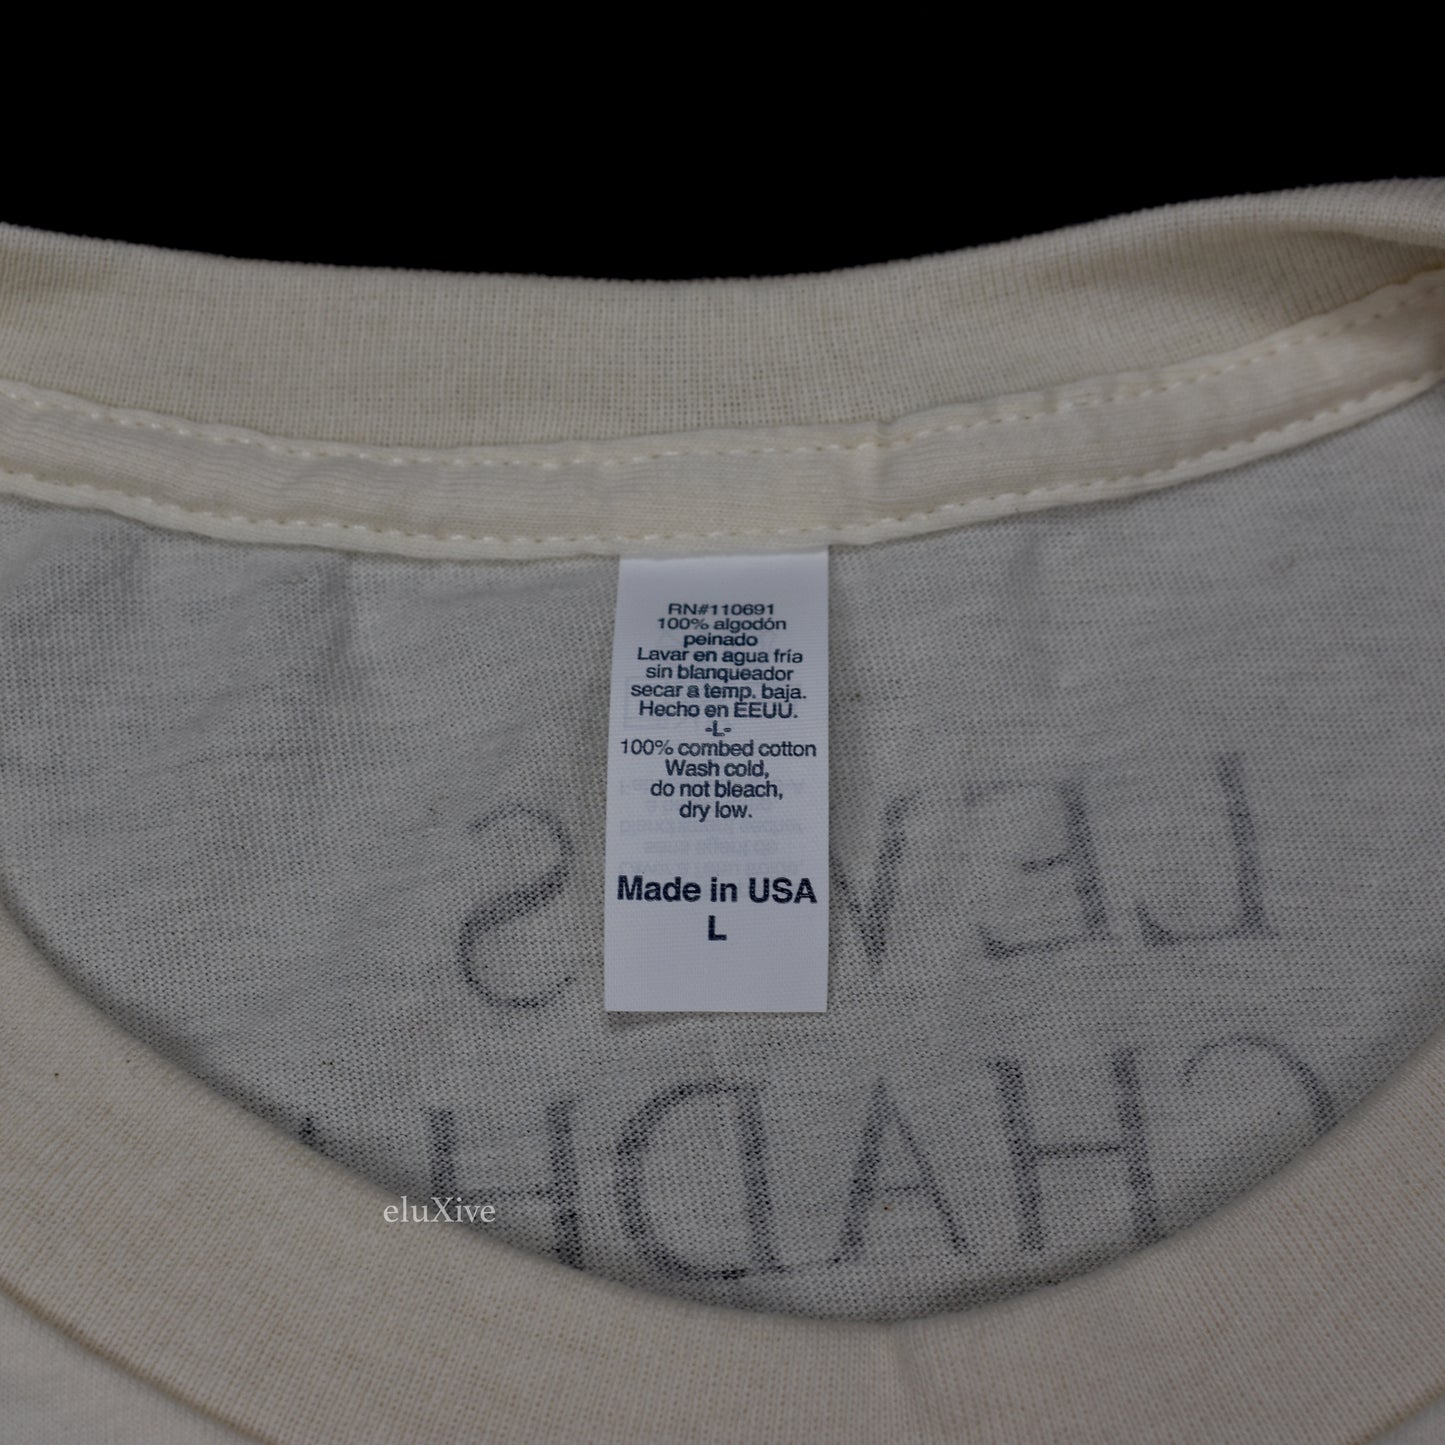 RN#110691
100% algodón
peinado
Lavar en agua fría
sin blanqueador
secar a temp. baja.
Hecho en EEUU.
-L-
100% combed cotton
Wash cold,
do not bleach,
dry low.
Made in USA
L
eluXive